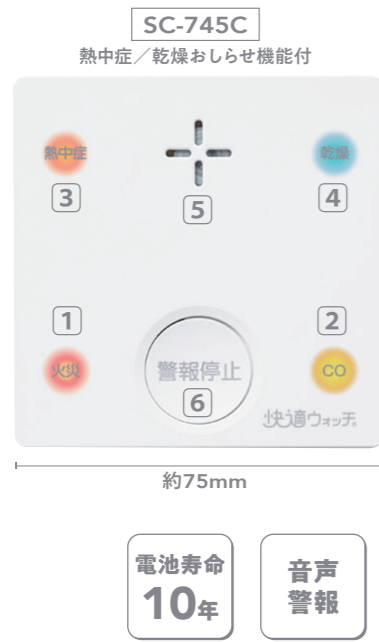 SC-745C
熱中症／乾燥おしらせ機能付
熱中症
乾燥
3
5
4
1
2
火災
警報停止
CO
6
快適ウォッチ®
約75mm
電池寿命
10年
音声
警報